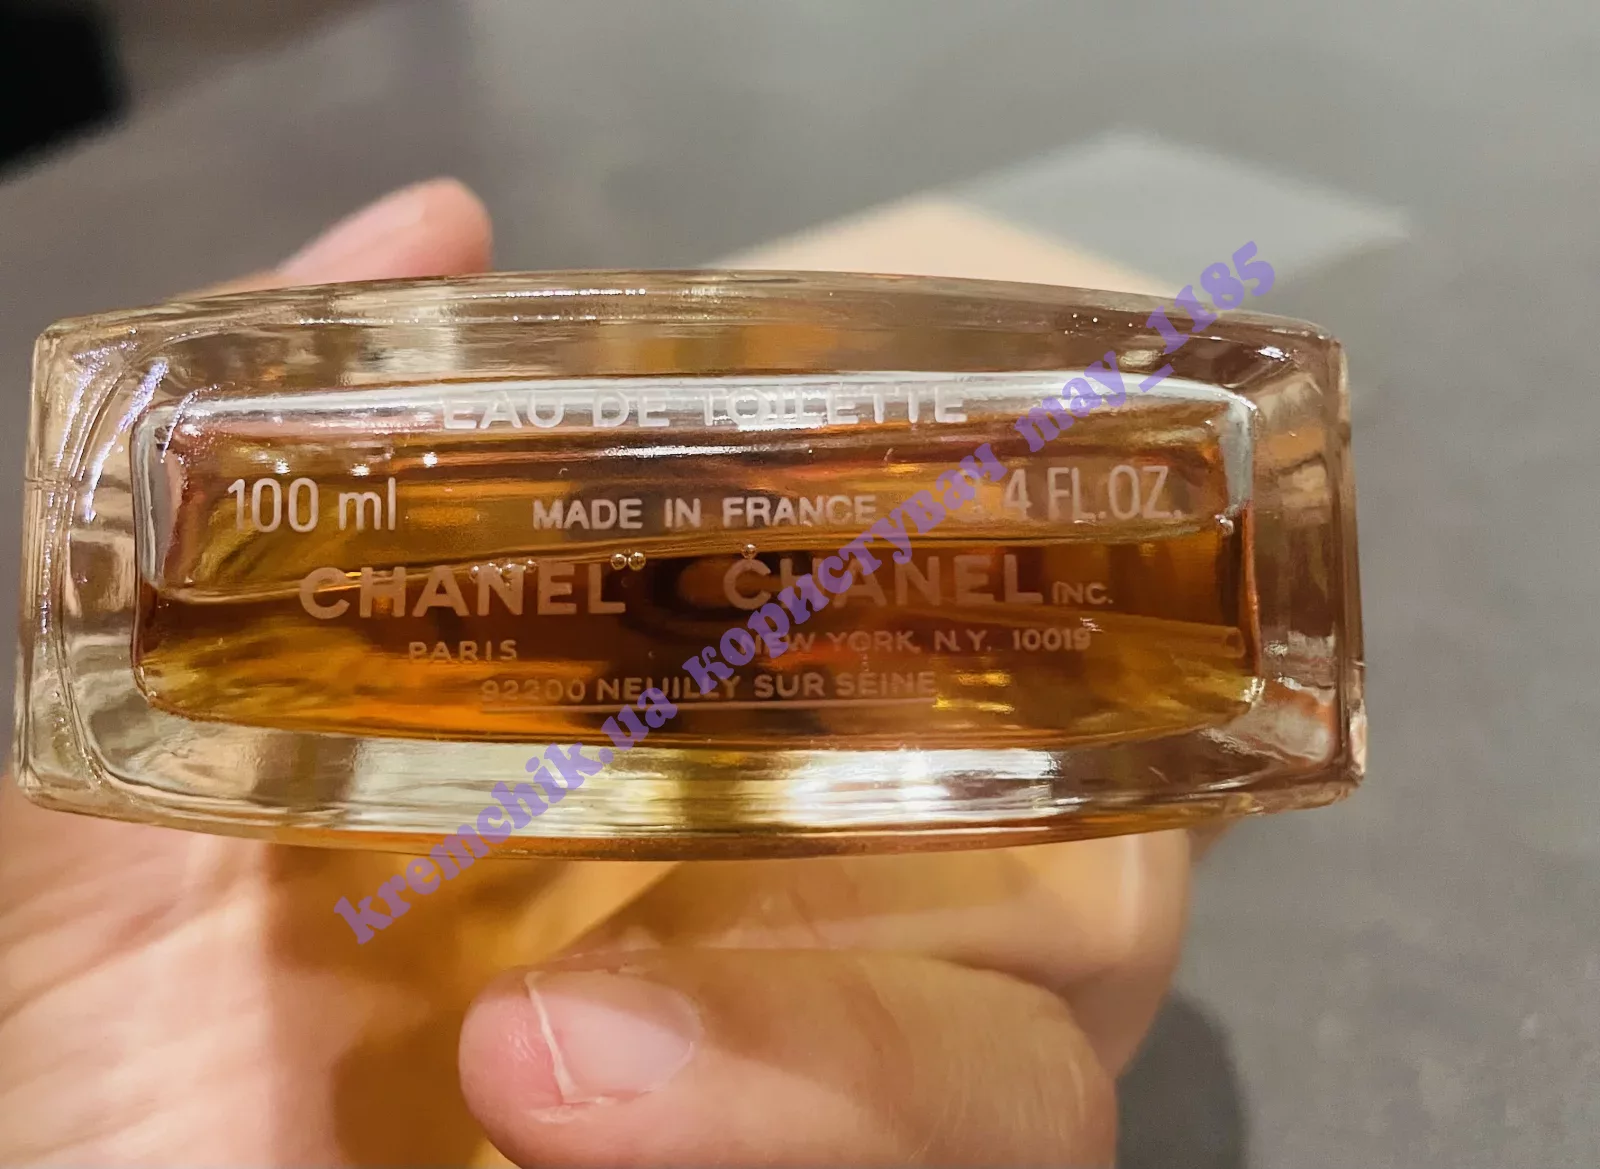 EAU DE TOILETTE
100 ml MADE IN FRANCE 3.4 FL.OZ.
CHANEL CHANEL INC.
PARIS NEW YORK, N.Y. 10019
92200 NEUILLY SUR SEINE
kremchik.ua користувач may_1185